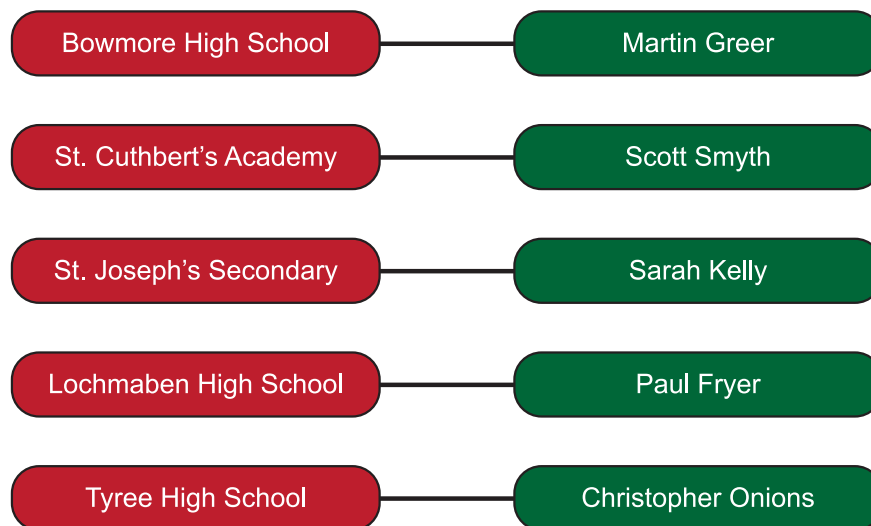 Bowmore High School Martin Greer
St. Cuthbert's Academy Scott Smyth
St. Joseph's Secondary Sarah Kelly
Lochmaben High School Paul Fryer
Tyree High School Christopher Onions